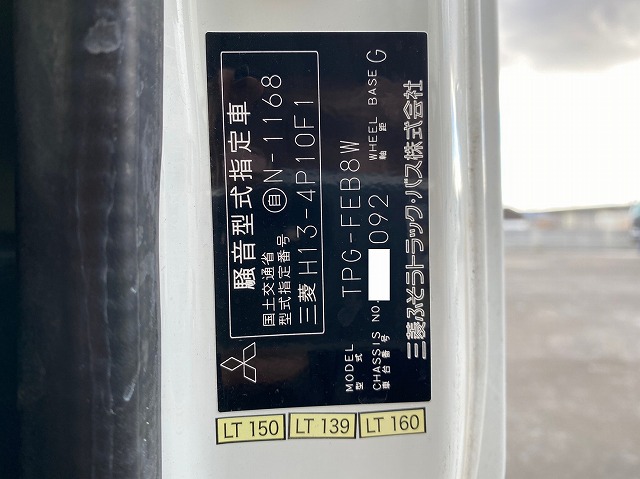 騒音型式指定車
国土交通省
型式指定番号
自N-1168
三菱H13-4P10F1
MODEL
型式
TPG-FEB8W
CHASSIS NO.
車台番号
092
WHEEL BASE
軸距
G
三菱ふそうトラック・バス株式会社
LT 150
LT 139
LT 160